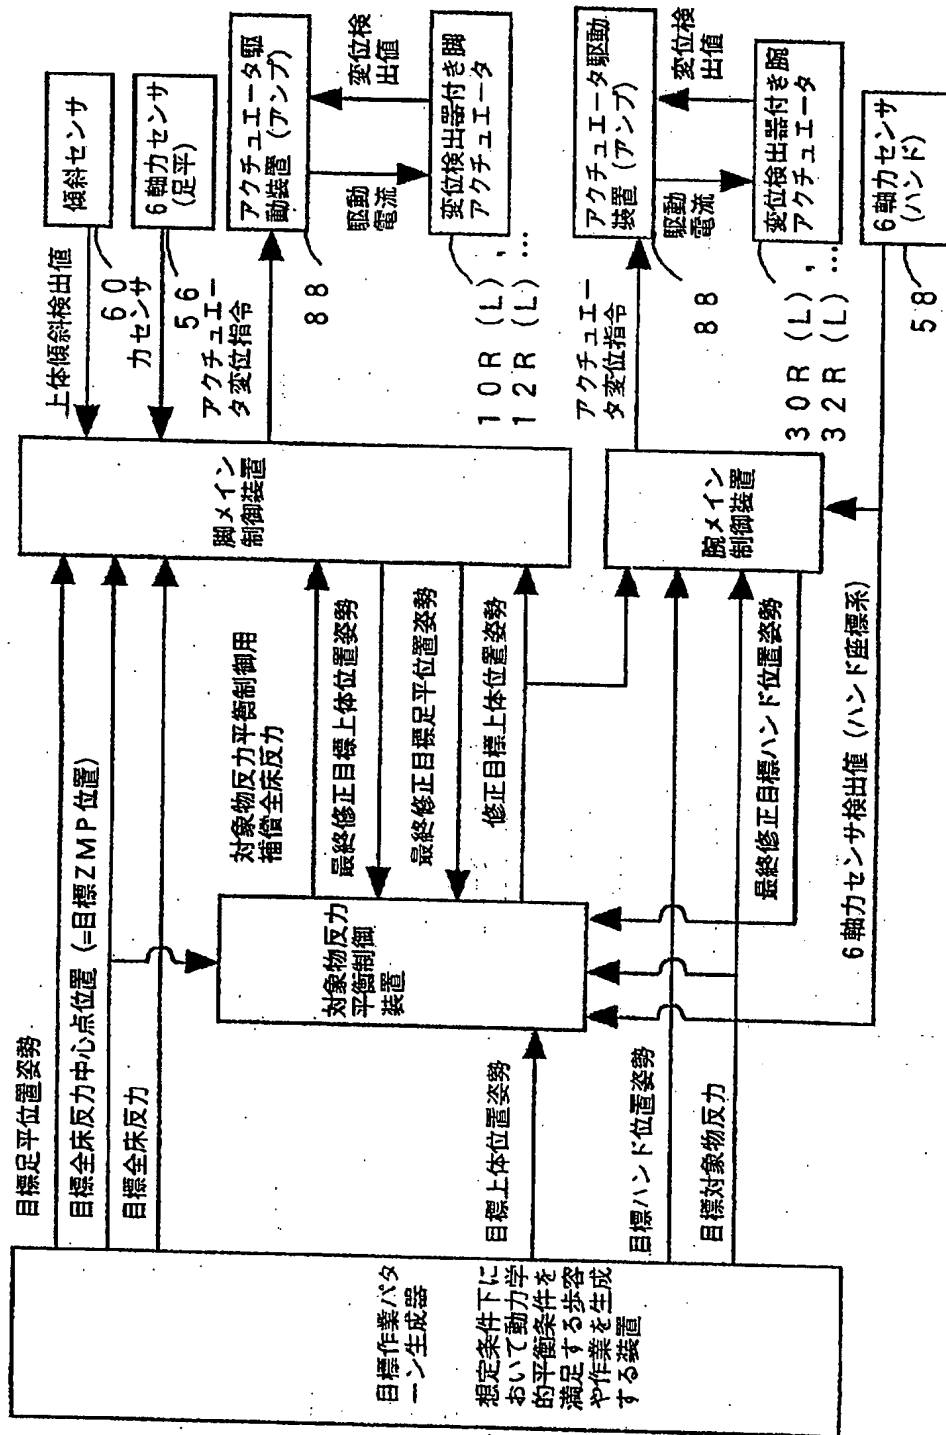 目標作業パタ
ーン生成器
想定条件下に
おいて動力学
的平衡条件を
満足する歩容
や作業を生成
する装置
目標足平位置姿勢
目標全床反力中心点位置 (=目標ZMP位置)
目標全床反力
目標上体位置姿勢
目標ハンド位置姿勢
目標対象物反力
対象物反力
平衡制御
装置
対象物反力平衡制御用
補償全床反力
最終修正目標上体位置姿勢
最終修正目標足平位置姿勢
修正目標上体位置姿勢
最終修正目標ハンド位置姿勢
6軸力センサ検出値 (ハンド座標系)
脚メイン
制御装置
腕メイン
制御装置
上体傾斜検出値
60
力センサ
56
アクチュエー
タ変位指令
88
10R (L) ,
12R (L) …
アクチュエー
タ変位指令
88
30R (L) ,
32R (L) …
58
傾斜センサ
6軸力センサ
(足平)
アクチュエータ駆
動装置 (アンプ)
駆動
電流
変位検
出値
変位検出器付き脚
アクチュエータ
アクチュエータ駆動
装置 (アンプ)
駆動
電流
変位検
出値
変位検出器付き腕
アクチュエータ
6軸力センサ
(ハンド)